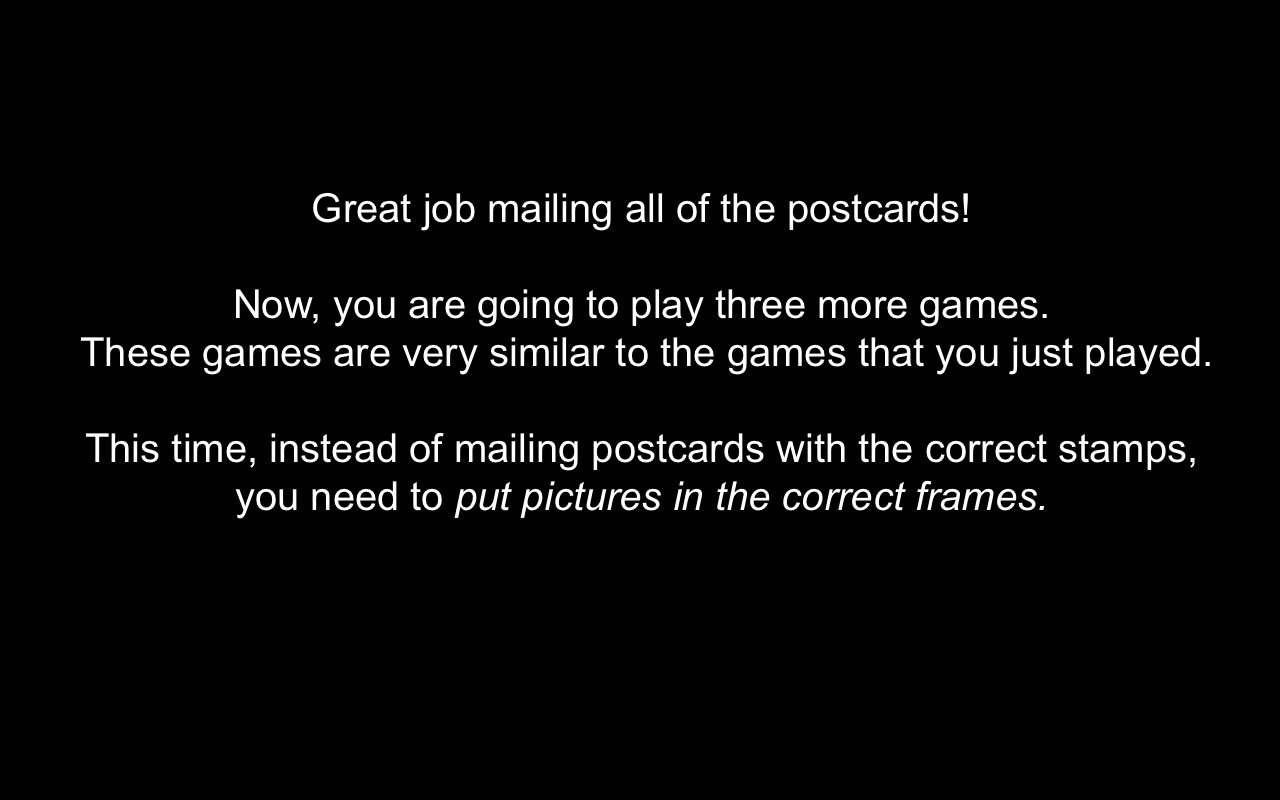 Great job mailing all of the postcards!
Now, you are going to play three more games.
These games are very similar to the games that you just played.
This time, instead of mailing postcards with the correct stamps,
you need to put pictures in the correct frames.